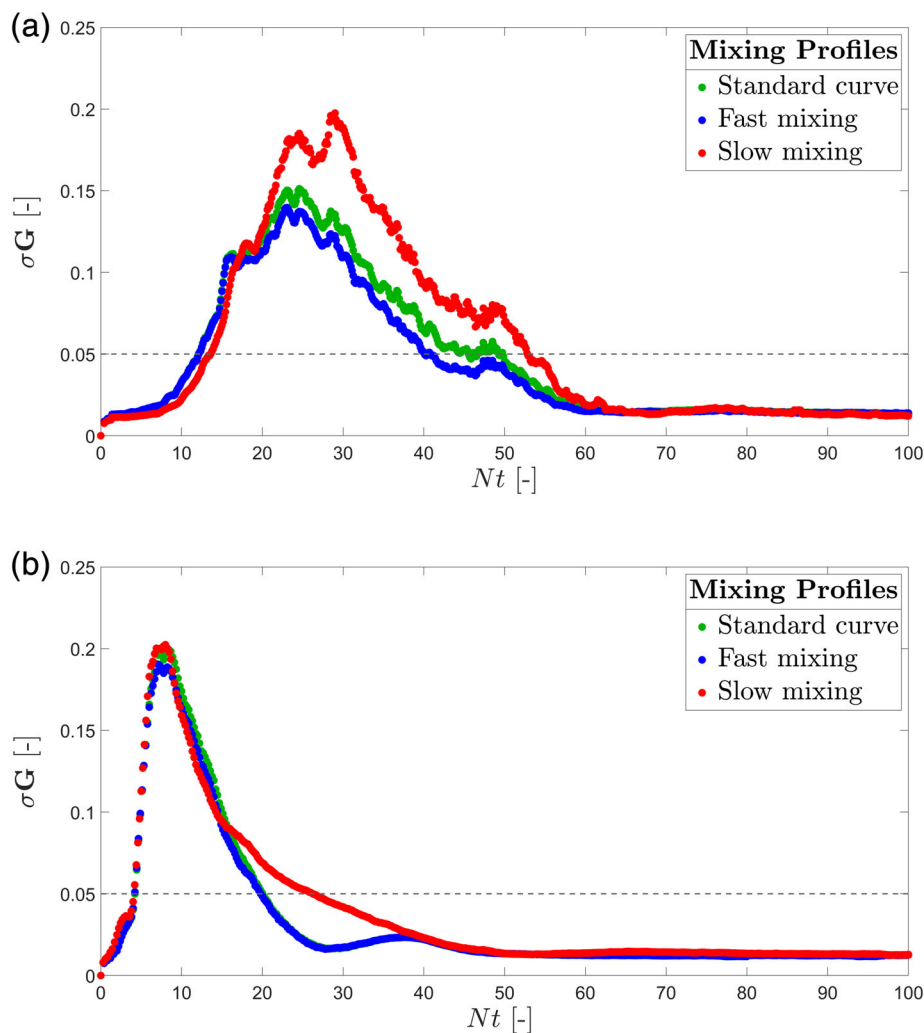 (a)
0.25
0.2
0.15
0.1
0.05
0
σG [-]
Mixing Profiles
Standard curve
Fast mixing
Slow mixing
0 10 20 30 40 50 60 70 80 90 100
Nt [-]
(b)
0.25
0.2
0.15
0.1
0.05
0
σG [-]
Mixing Profiles
Standard curve
Fast mixing
Slow mixing
0 10 20 30 40 50 60 70 80 90 100
Nt [-]